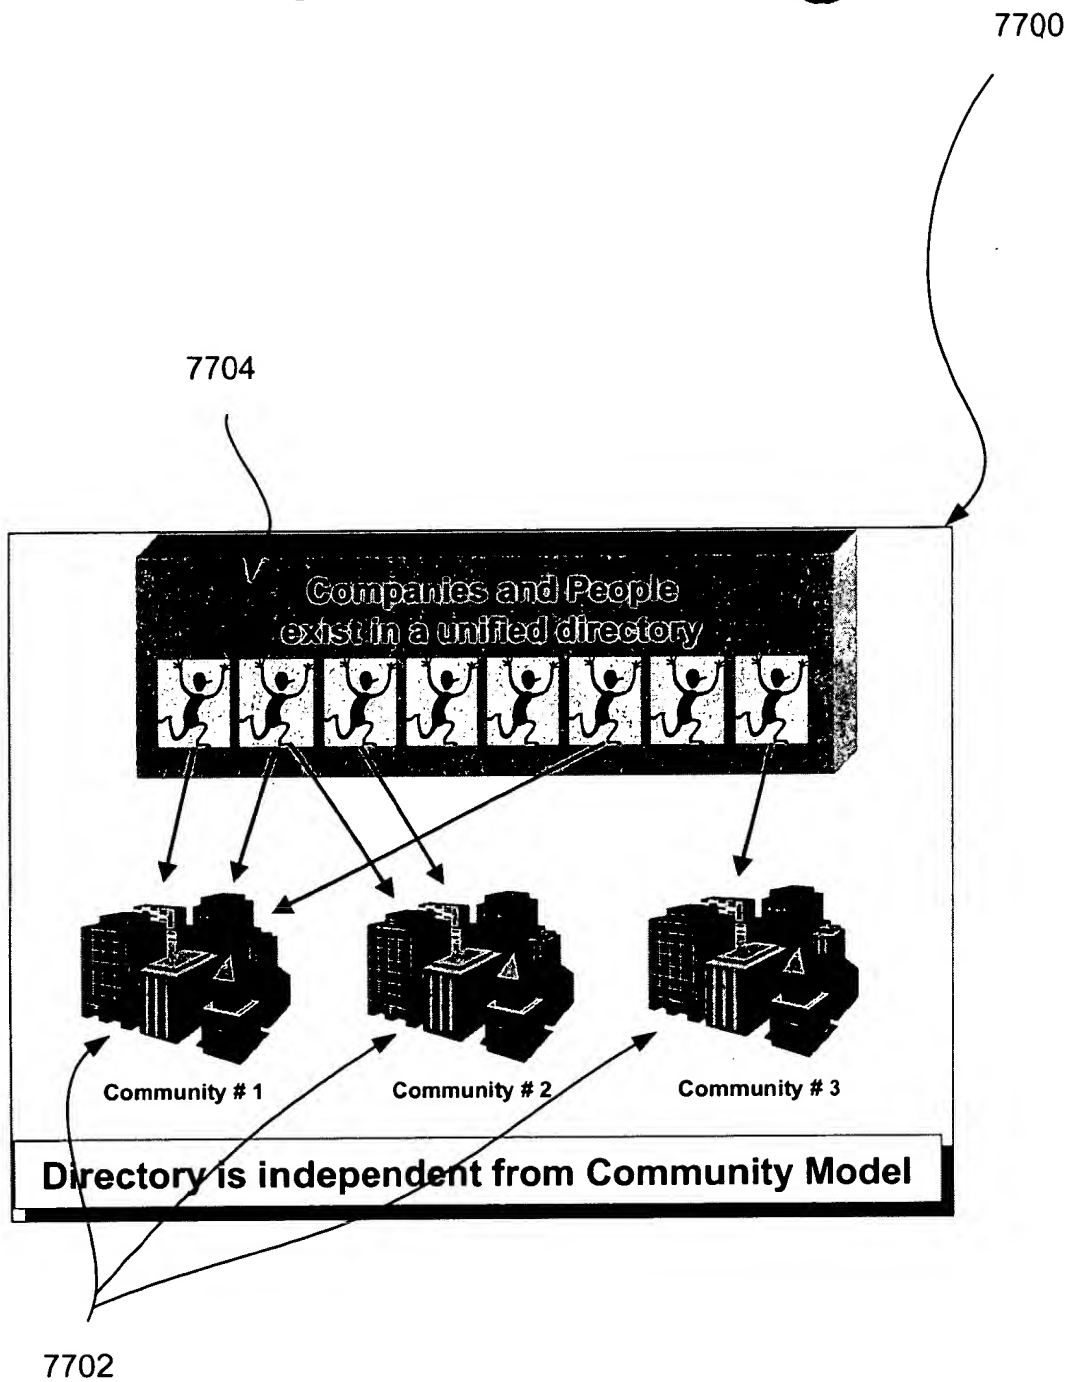 7700
7704
Companies and People
exist in a unified directory
Community # 1
Community # 2
Community # 3
Directory is independent from Community Model
7702